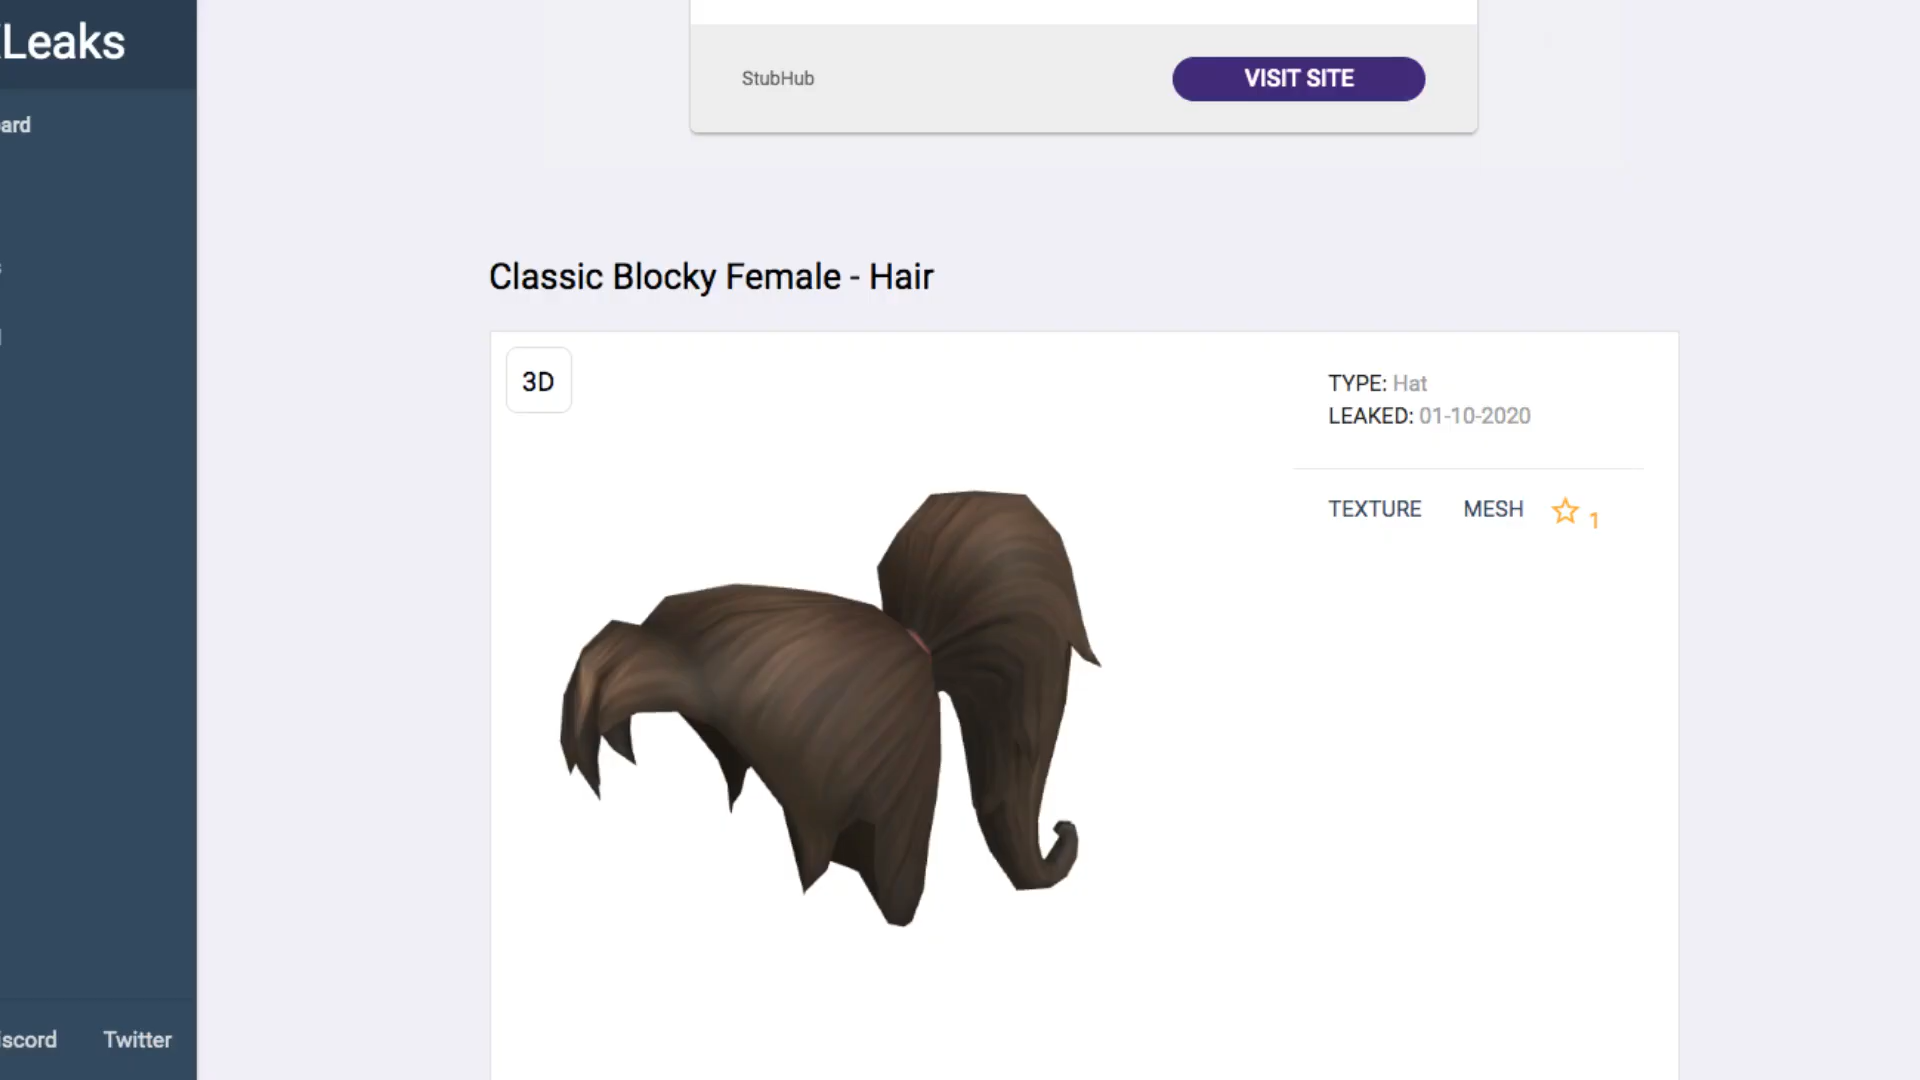 Leaks
ard
StubHub
VISIT SITE
Classic Blocky Female - Hair
3D
TYPE: Hat
LEAKED: 01-10-2020
TEXTURE MESH 1
iscord Twitter